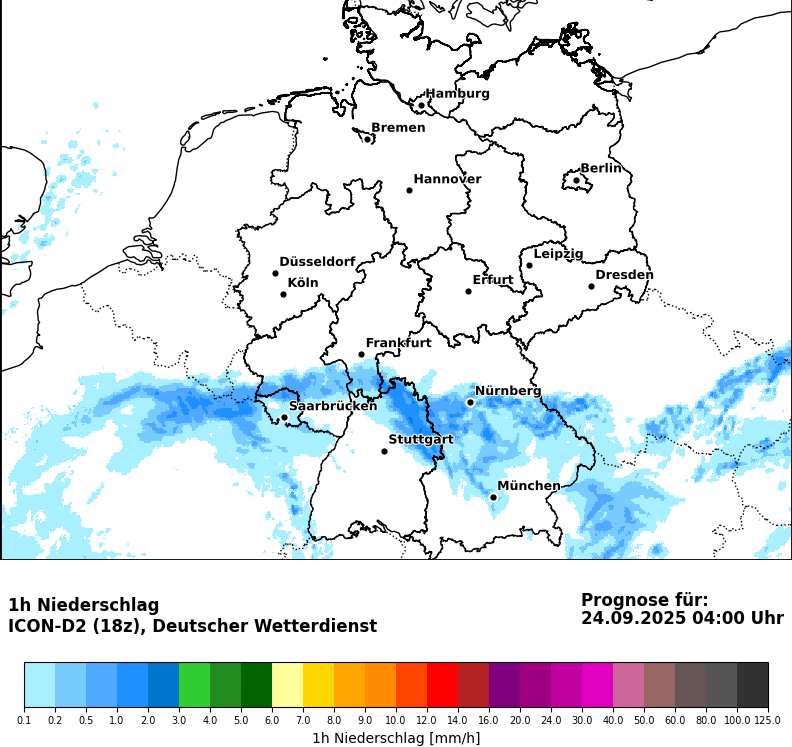 Hamburg
Bremen
Berlin
Hannover
Leipzig
Düsseldorf
Dresden
Köln
Erfurt
Frankfurt
Nürnberg
Saarbrücken
Stuttgart
München
1h Niederschlag
ICON-D2 (18z), Deutscher Wetterdienst
Prognose für:
24.09.2025 04:00 Uhr
0.1 0.2 0.5 1.0 2.0 3.0 4.0 5.0 6.0 7.0 8.0 9.0 10.0 12.0 14.0 16.0 20.0 24.0 30.0 40.0 50.0 60.0 80.0 100.0 125.0
1h Niederschlag [mm/h]